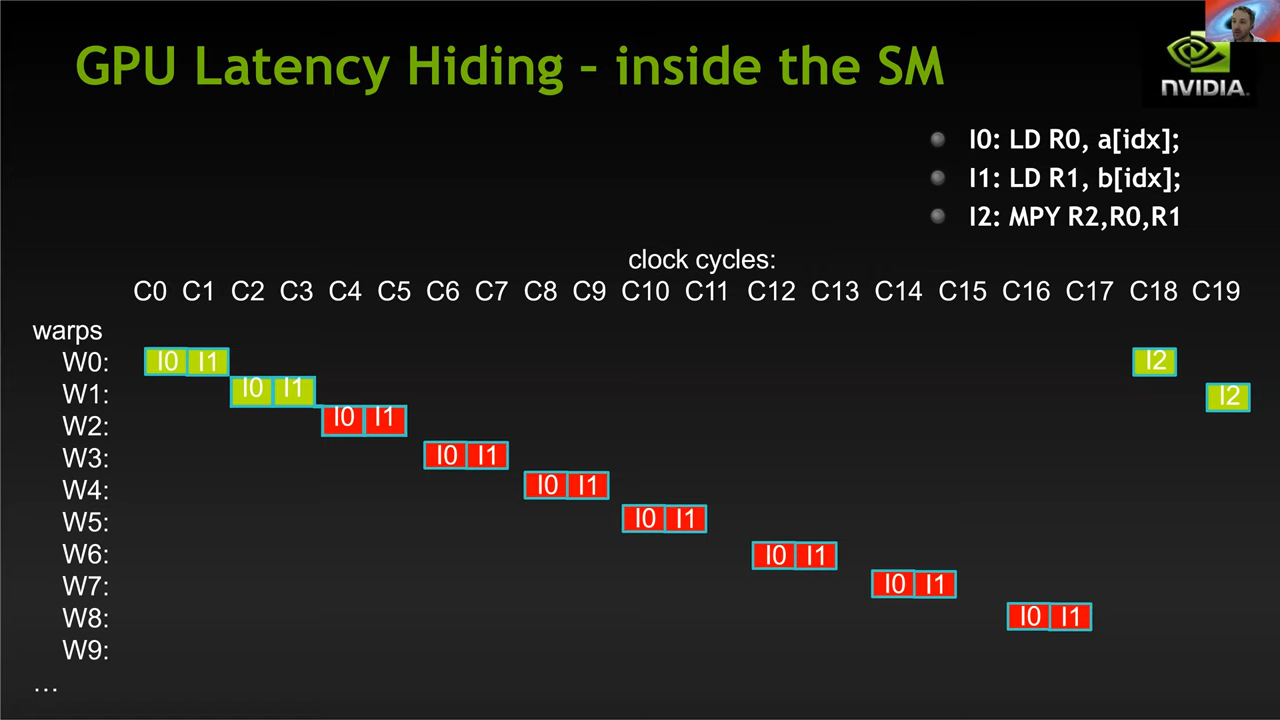 GPU Latency Hiding – inside the SM
NVIDIA.
I0: LD R0, a[idx];
I1: LD R1, b[idx];
I2: MPY R2,R0,R1
clock cycles:
C0 C1 C2 C3 C4 C5 C6 C7 C8 C9 C10 C11 C12 C13 C14 C15 C16 C17 C18 C19
warps
W0: I0 I1 I2
W1: I0 I1 I2
W2: I0 I1
W3: I0 I1
W4: I0 I1
W5: I0 I1
W6: I0 I1
W7: I0 I1
W8: I0 I1
W9:
…